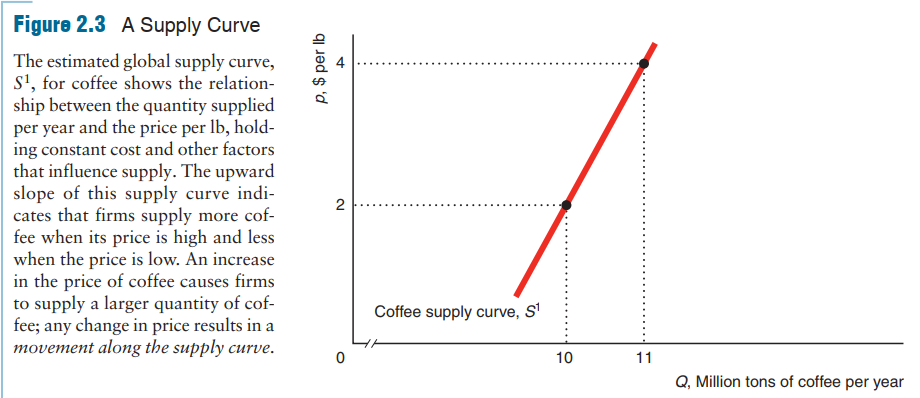 Figure 2.3 A Supply Curve
The estimated global supply curve,
S¹, for coffee shows the relation-
ship between the quantity supplied
per year and the price per lb, hold-
ing constant cost and other factors
that influence supply. The upward
slope of this supply curve indi-
cates that firms supply more cof-
fee when its price is high and less
when the price is low. An increase
in the price of coffee causes firms
to supply a larger quantity of cof-
fee; any change in price results in a
movement along the supply curve.
p, $ per lb
4
2
Coffee supply curve, S¹
0
10
11
Q, Million tons of coffee per year